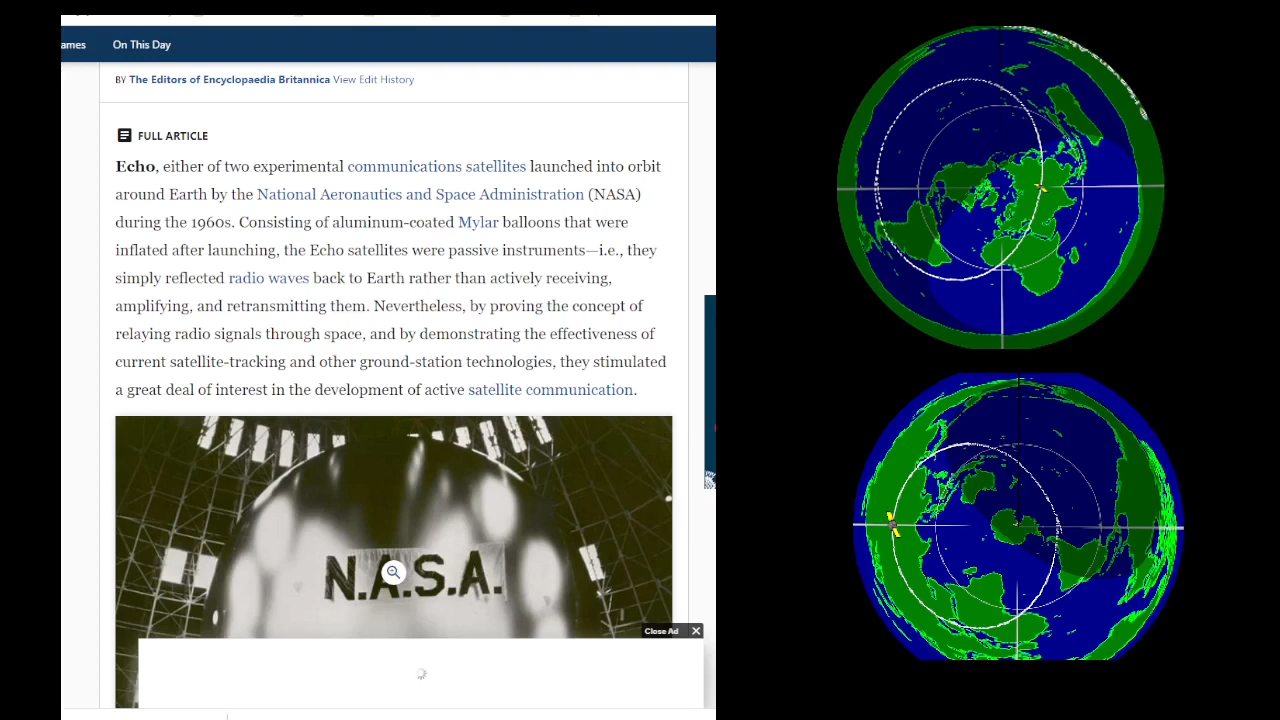 ames On This Day
BY The Editors of Encyclopaedia Britannica View Edit History
FULL ARTICLE
Echo, either of two experimental communications satellites launched into orbit
around Earth by the National Aeronautics and Space Administration (NASA)
during the 1960s. Consisting of aluminum-coated Mylar balloons that were
inflated after launching, the Echo satellites were passive instruments—i.e., they
simply reflected radio waves back to Earth rather than actively receiving,
amplifying, and retransmitting them. Nevertheless, by proving the concept of
relaying radio signals through space, and by demonstrating the effectiveness of
current satellite-tracking and other ground-station technologies, they stimulated
a great deal of interest in the development of active satellite communication.
N.A.S.A.
Close Ad